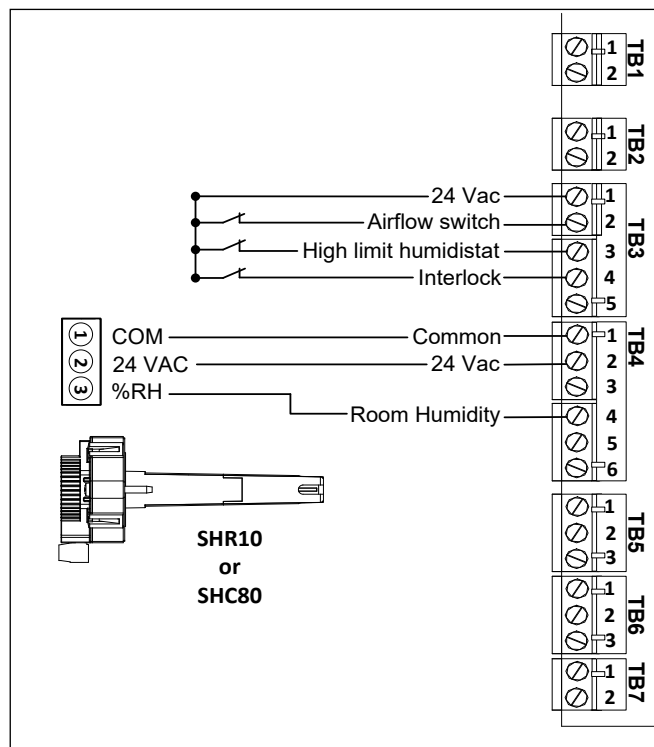 1
2
TB1
1
2
TB2
24 Vac 1
Airflow switch 2
High limit humidistat 3
Interlock 4
5
TB3
1 COM Common 1
2 24 VAC 24 Vac 2
3 %RH 3
Room Humidity 4
5
6
TB4
SHR10
or
SHC80
1
2
3
TB5
1
2
3
TB6
1
2
TB7